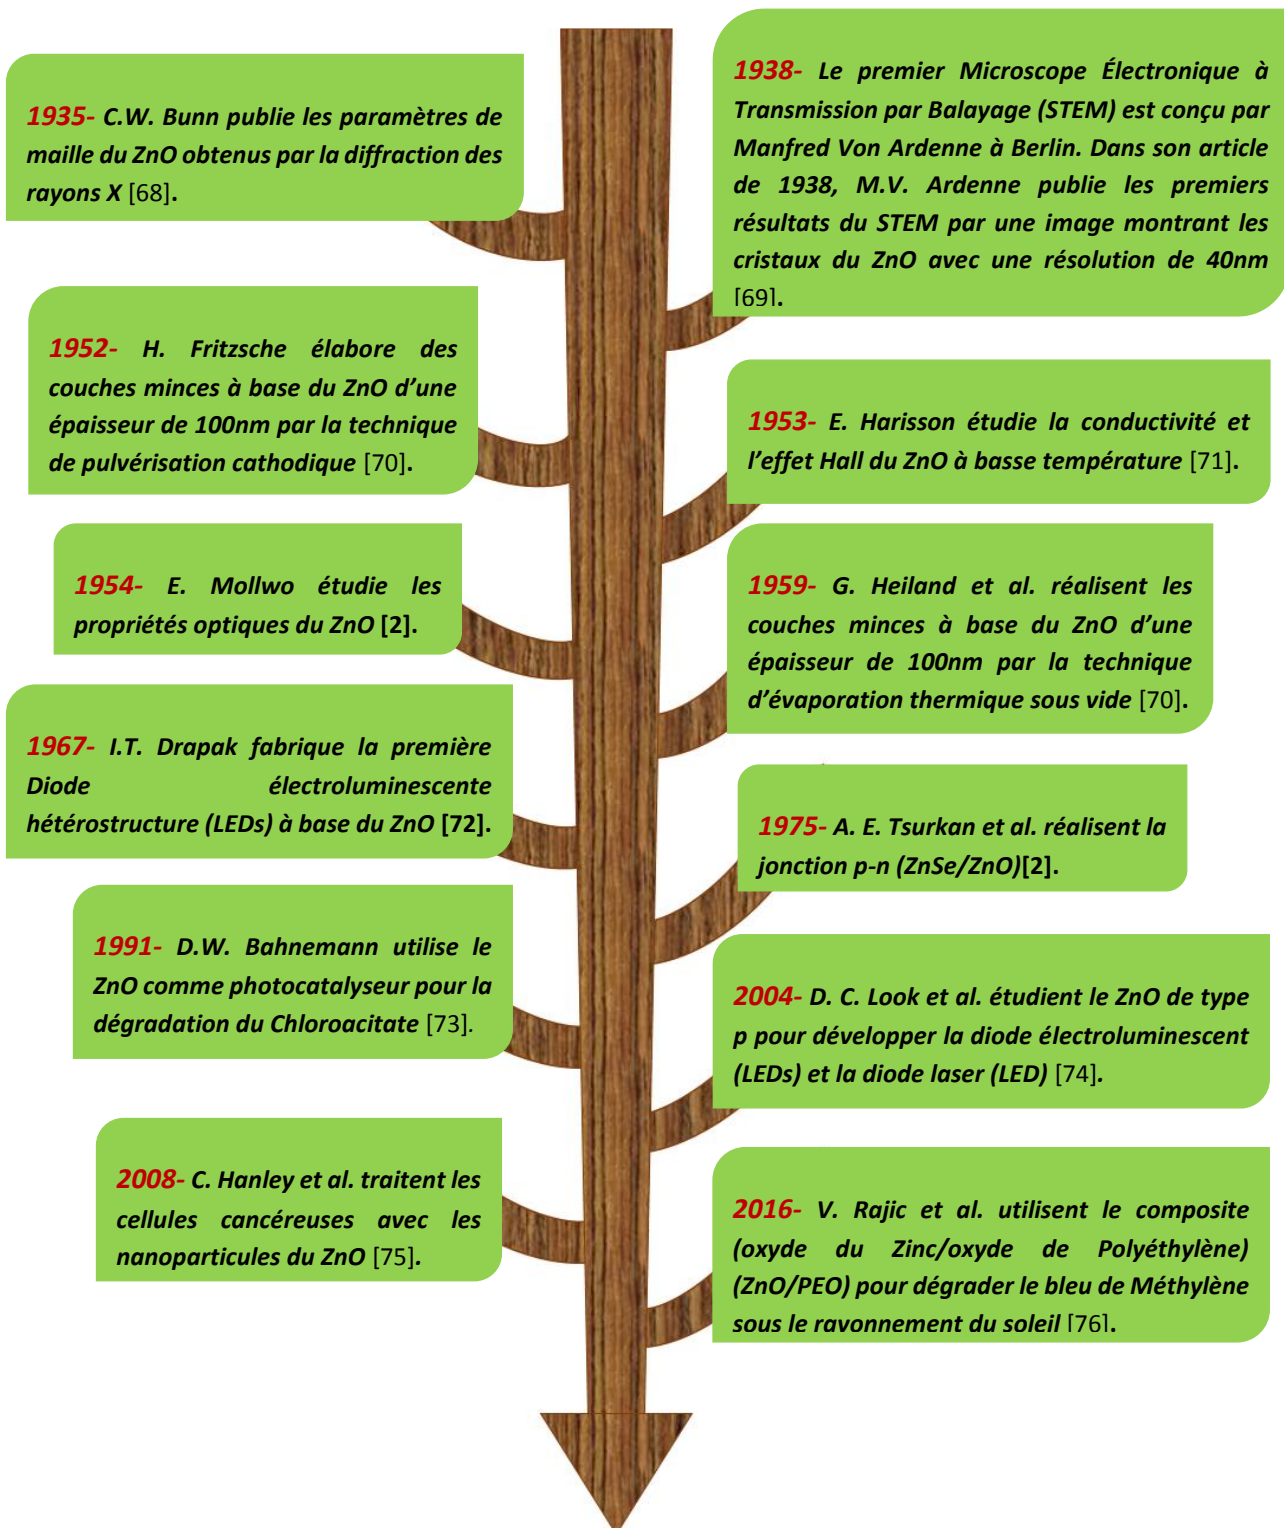 1935- C.W. Bunn publie les paramètres de
maille du ZnO obtenus par la diffraction des
rayons X [68].
1938- Le premier Microscope Électronique à
Transmission par Balayage (STEM) est conçu par
Manfred Von Ardenne à Berlin. Dans son article
de 1938, M.V. Ardenne publie les premiers
résultats du STEM par une image montrant les
cristaux du ZnO avec une résolution de 40nm
[69].
1952- H. Fritzsche élabore des
couches minces à base du ZnO d’une
épaisseur de 100nm par la technique
de pulvérisation cathodique [70].
1953- E. Harisson étudie la conductivité et
l’effet Hall du ZnO à basse température [71].
1954- E. Mollwo étudie les
propriétés optiques du ZnO [2].
1959- G. Heiland et al. réalisent les
couches minces à base du ZnO d’une
épaisseur de 100nm par la technique
d’évaporation thermique sous vide [70].
1967- I.T. Drapak fabrique la première
Diode électroluminescente
hétérostructure (LEDs) à base du ZnO [72].
1975- A. E. Tsurkan et al. réalisent la
jonction p-n (ZnSe/ZnO)[2].
1991- D.W. Bahnemann utilise le
ZnO comme photocatalyseur pour la
dégradation du Chloroacitate [73].
2004- D. C. Look et al. étudient le ZnO de type
p pour développer la diode électroluminescent
(LEDs) et la diode laser (LED) [74].
2008- C. Hanley et al. traitent les
cellules cancéreuses avec les
nanoparticules du ZnO [75].
2016- V. Rajic et al. utilisent le composite
(oxyde du Zinc/oxyde de Polyéthylène)
(ZnO/PEO) pour dégrader le bleu de Méthylène
sous le rayonnement du soleil [76].